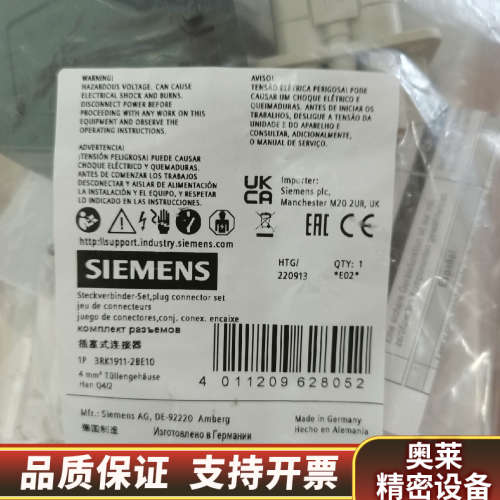 WARNING!
HAZARDOUS VOLTAGE. CAN CAUSE
ELECTRICAL SHOCK AND BURNS.
DISCONNECT POWER BEFORE
PROCEEDING WITH ANY WORK ON THIS
EQUIPMENT AND OBSERVE THE
OPERATING INSTRUCTIONS.
ADVERTENCIA!
¡TENSIÓN PELIGROSA! PUEDE CAUSAR
CHOQUE ELÉCTRICO Y QUEMADURAS.
ANTES DE COMENZAR LOS TRABAJOS
DESCONECTAR Y AISLAR DE ALIMENTACIÓN
LA INSTALACIÓN Y EL EQUIPO, Y RESPETAR
LO INDICADO EN LAS INSTRUCCIONES.
AVISO!
TENSÃO ELÉTRICA PERIGOSA! PODE
CAUSAR UM CHOQUE ELÉTRICO E
QUEIMADURAS. ANTES DE INICIAR OS
TRABALHOS, DESLIGUE A TENSÃO DA
UNIDADE E DO APARELHO E
CONSULTAR, ADICIONALMENTE,
O MANUAL DE SERVIÇO.
UK
CA
Importer:
Siemens plc,
Manchester M20 2UR, UK
EAC CE
http://support.industry.siemens.com
SIEMENS
HTG/
220913
QTY: 1
*E02*
Steckverbinder-Set,plug connector set
jeu de connecteurs
juego de conectores,conj. conex. encaixe
комплект разъемов
插塞式连接器
1P 3RK1911-2BE10
4 mm² Tüllengehäuse
Han Q4/2
4 011209 628052
Mfr.: Siemens AG, DE-92220 Amberg
德国制造 Изготовлено в Германии
Made in Germany
Hecho en Alemania
品质保证 支持开票
奥莱
精密设备